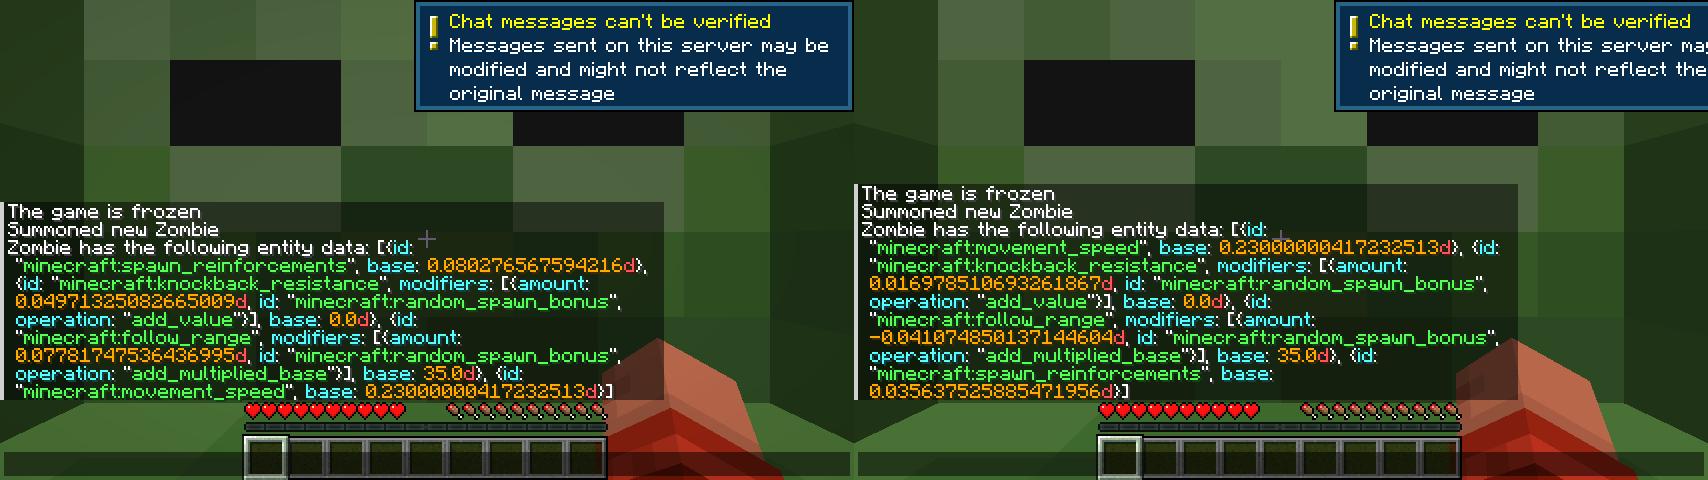 Chat messages can't be verified
Messages sent on this server may be
modified and might not reflect the
original message
The game is frozen
Summoned new Zombie
Zombie has the following entity data: [{id:
"minecraft:spawn_reinforcements", base: 0.0802765675942​16d},
{id: "minecraft:knockback_resistance", modifiers: [{amount:
0.049713250826650​09d, id: "minecraft:random_spawn_bonus",
operation: "add_value"}], base: 0.0d}, {id:
"minecraft:follow_range", modifiers: [{amount:
0.077817475364369​95d, id: "minecraft:random_spawn_bonus",
operation: "add_multiplied_base"}], base: 35.0d}, {id:
"minecraft:movement_speed", base: 0.23000000417232513d}]
Chat messages can't be verified
Messages sent on this server may
modified and might not reflect the
original message
The game is frozen
Summoned new Zombie
Zombie has the following entity data: [{id:
"minecraft:movement_speed", base: 0.23000000417232513d}, {id:
"minecraft:knockback_resistance", modifiers: [{amount:
0.016978510693261867d, id: "minecraft:random_spawn_bonus",
operation: "add_value"}], base: 0.0d}, {id:
"minecraft:follow_range", modifiers: [{amount:
-0.041074850137144604d, id: "minecraft:random_spawn_bonus",
operation: "add_multiplied_base"}], base: 35.0d}, {id:
"minecraft:spawn_reinforcements", base:
0.0356375258854719​56d}]